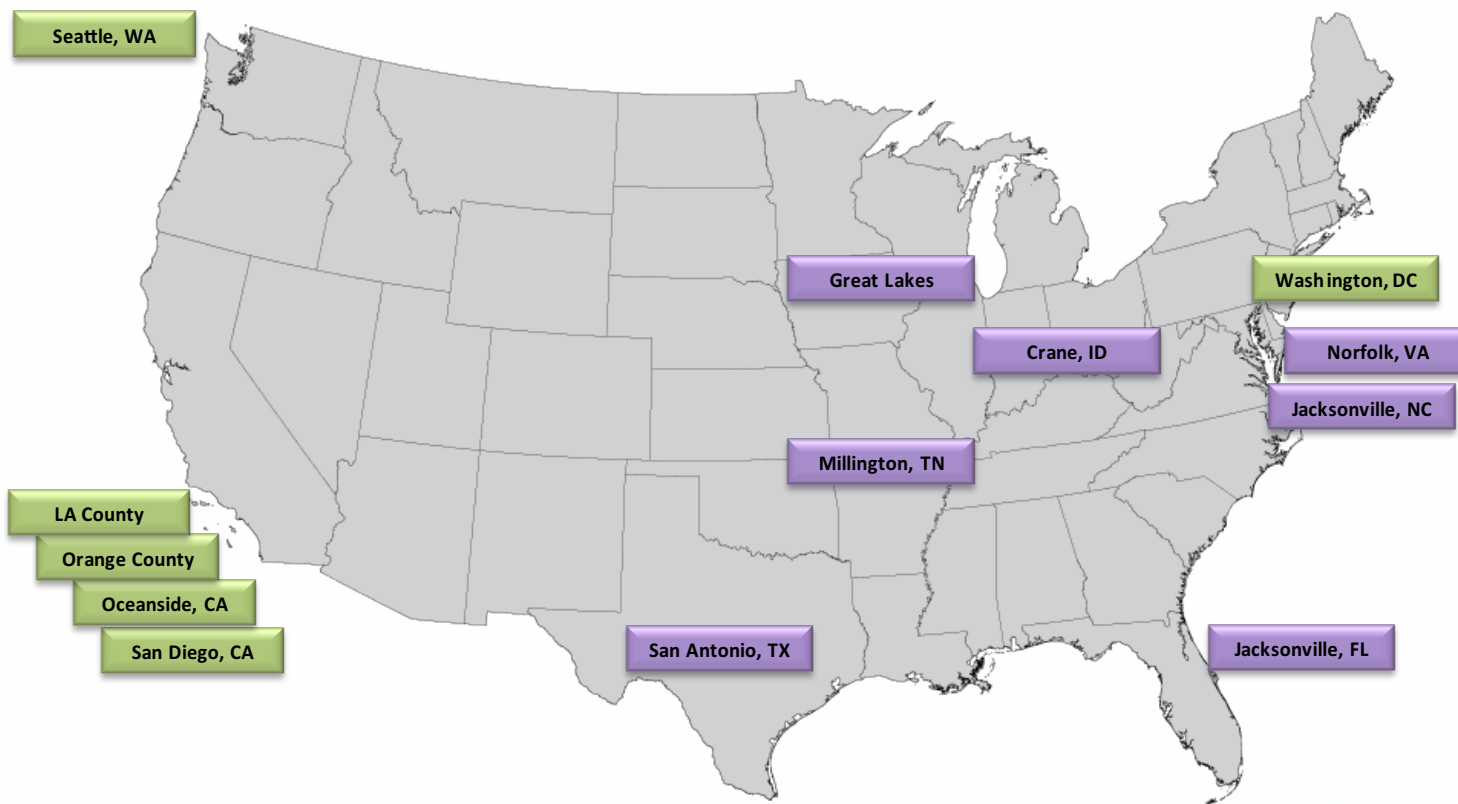 Seattle, WA
Great Lakes
Washington, DC
Crane, ID
Norfolk, VA
Jacksonville, NC
Millington, TN
LA County
Orange County
Oceanside, CA
San Diego, CA
San Antonio, TX
Jacksonville, FL